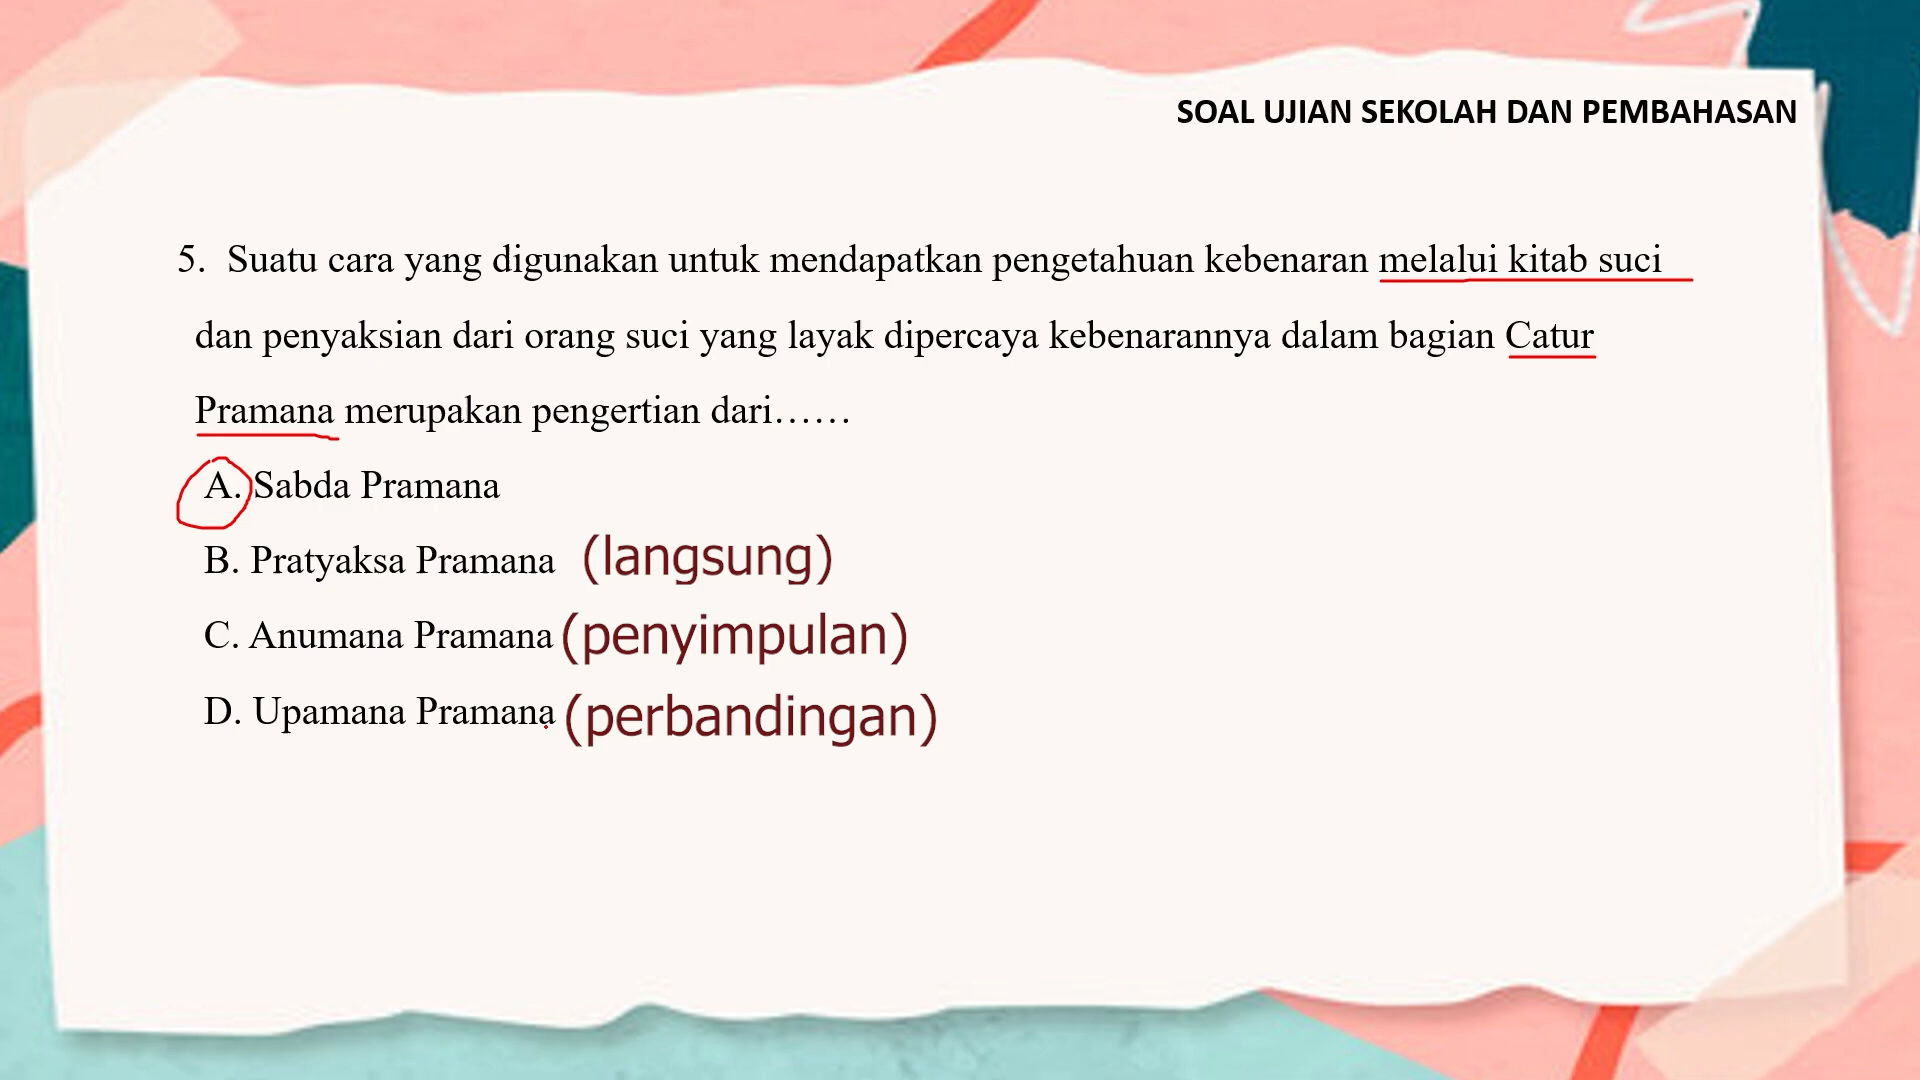 SOAL UJIAN SEKOLAH DAN PEMBAHASAN
5. Suatu cara yang digunakan untuk mendapatkan pengetahuan kebenaran melalui kitab suci
dan penyaksian dari orang suci yang layak dipercaya kebenarannya dalam bagian Catur
Pramana merupakan pengertian dari……
A. Sabda Pramana
B. Pratyaksa Pramana (langsung)
C. Anumana Pramana (penyimpulan)
D. Upamana Pramana (perbandingan)